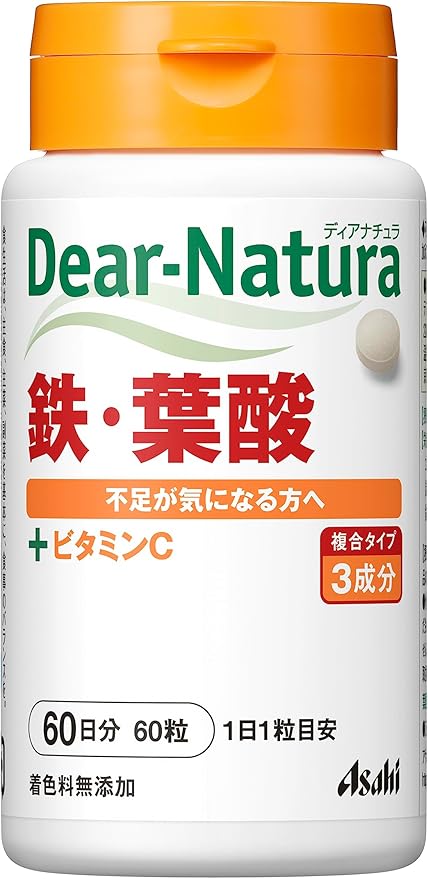 ディアナチュラ
Dear-Natura
鉄・葉酸
不足が気になる方へ
+ビタミンC
複合タイプ
3成分
60日分 60粒 1日1粒目安
着色料無添加
Asahi